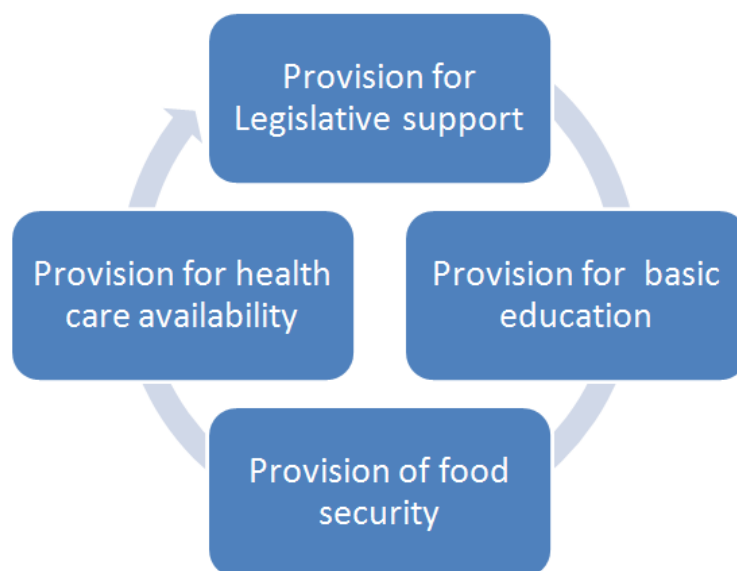 Provision for
Legislative support
Provision for health
care availability
Provision for  basic
education
Provision of food
security